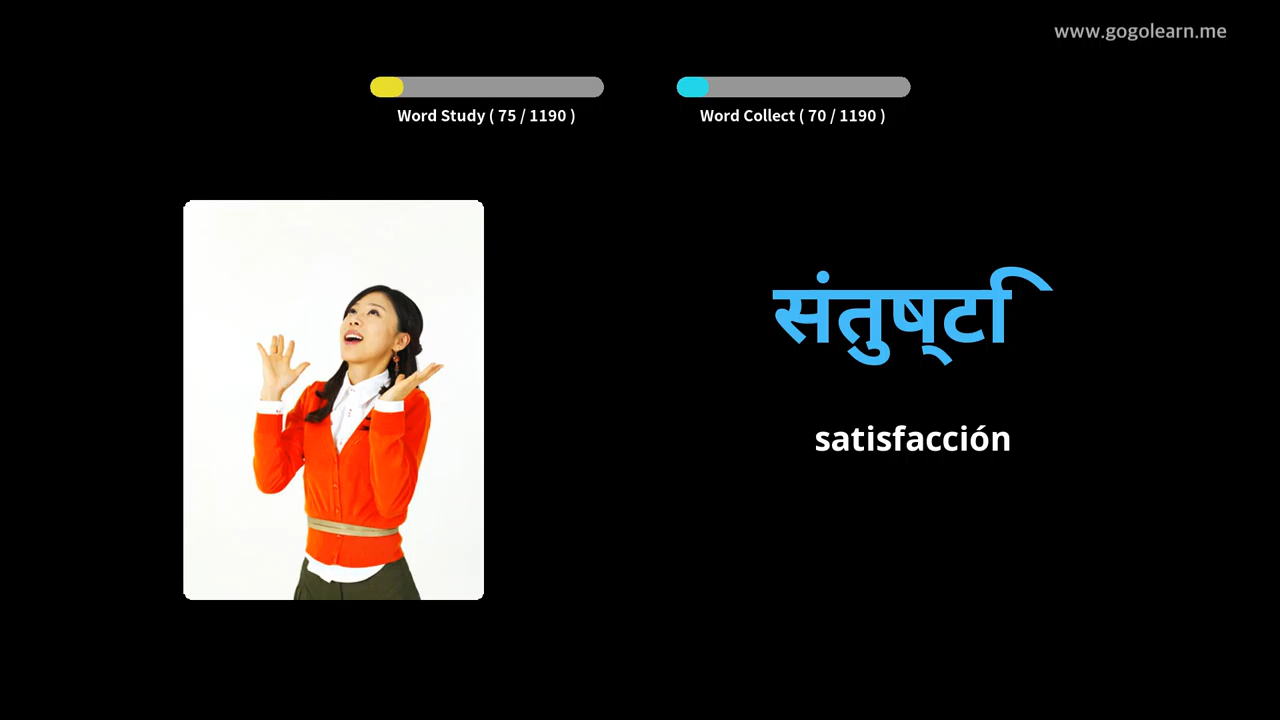 www.gogolearn.me
Word Study ( 75 / 1190 )
Word Collect ( 70 / 1190 )
संतुष्टि
satisfacción